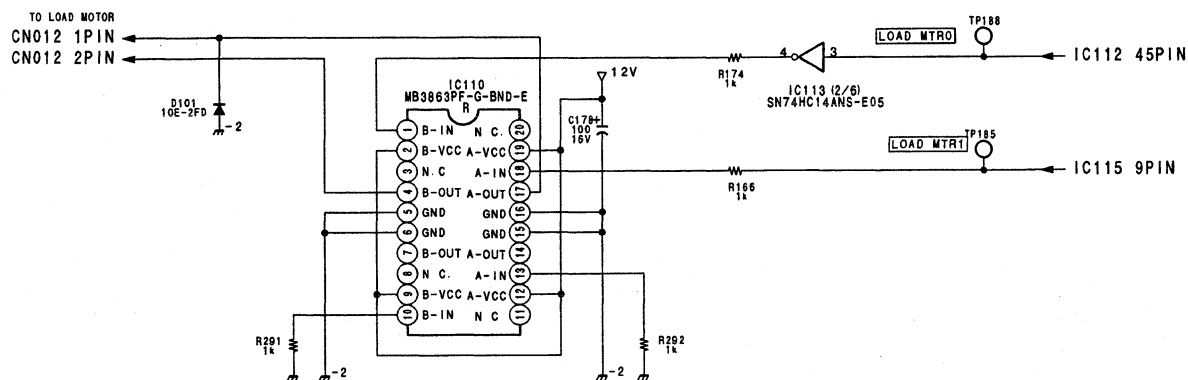 TO LOAD MOTOR
CN012 1PIN
CN012 2PIN
D101
10E-2FD
-2
IC110
MB3863PF-G-BND-E
R
1 B-IN N C. 20
2 B-VCC A-VCC 19
3 N.C A-IN 18
4 B-OUT A-OUT 17
5 GND GND 16
6 GND GND 15
7 B-OUT A-OUT 14
8 N C. A-IN 13
9 B-VCC A-VCC 12
10 B-IN N C 11
12V
C178+
100
16V
R174
1k
4 3
IC113 (2/6)
SN74HC14ANS-E05
LOAD MTR0
TP188
IC112 45PIN
LOAD MTR1
TP185
IC115 9PIN
R166
1k
R291
1k
-2
-2
R292
1k